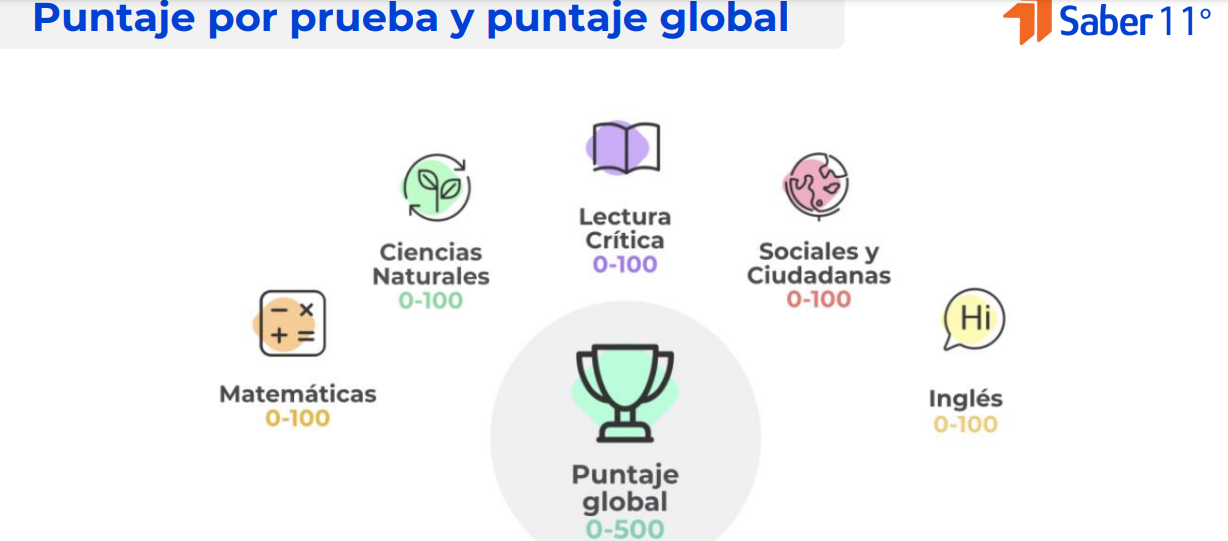 Puntaje por prueba y puntaje global
Saber 11°
Lectura
Crítica
0-100
Ciencias
Naturales
0-100
Sociales y
Ciudadanas
0-100
Matemáticas
0-100
Hi
Inglés
0-100
Puntaje
global
0-500